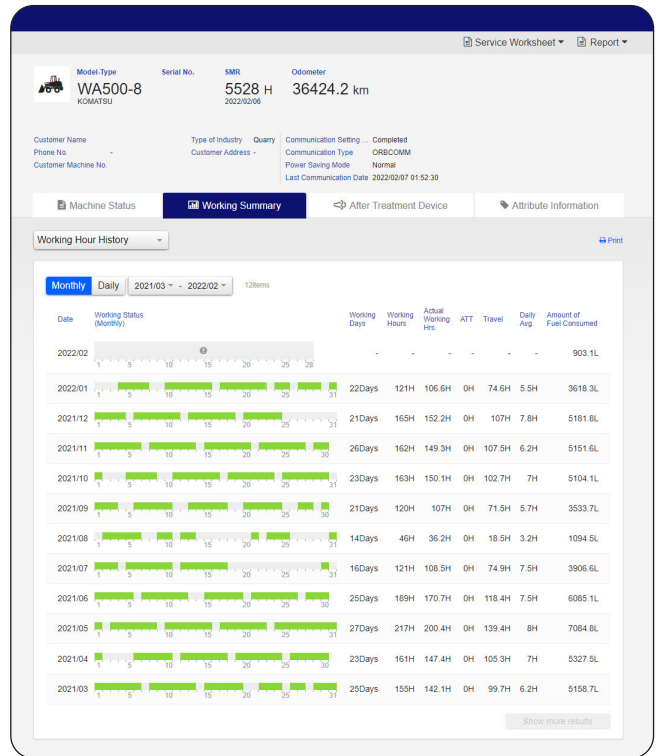 Service Worksheet Report
Model-Type Serial No. SMR Odometer
WA500-8 5528 H 36424.2 km
KOMATSU 2022/02/06
Customer Name Type of Industry Quarry Communication Setting ... Completed
Phone No. - Customer Address - Communication Type ORBCOMM
Customer Machine No. Power Saving Mode Normal
Last Communication Date 2022/02/07 01:52:30
Machine Status Working Summary After Treatment Device Attribute Information
Working Hour History Print
Monthly Daily 2021/03 - 2022/02 12items
Date Working Status (Monthly) Working Days Working Hours Actual Working Hrs. ATT Travel Daily Avg. Amount of Fuel Consumed
2022/02 - - - - - - 903.1L
1 5 10 15 20 25 28
2022/01 22Days 121H 106.6H 0H 74.6H 5.5H 3618.3L
1 5 10 15 20 25 31
2021/12 21Days 165H 152.2H 0H 107H 7.8H 5181.8L
1 5 10 15 20 25 31
2021/11 26Days 162H 149.3H 0H 107.5H 6.2H 5151.6L
1 5 10 15 20 25 30
2021/10 23Days 163H 150.1H 0H 102.7H 7H 5104.1L
1 5 10 15 20 25 31
2021/09 21Days 120H 107H 0H 71.5H 5.7H 3533.7L
1 5 10 15 20 25 30
2021/08 14Days 46H 36.2H 0H 18.5H 3.2H 1094.5L
1 5 10 15 20 25 31
2021/07 16Days 121H 108.5H 0H 74.9H 7.5H 3906.6L
1 5 10 15 20 25 31
2021/06 25Days 189H 170.7H 0H 118.4H 7.5H 6085.1L
1 5 10 15 20 25 30
2021/05 27Days 217H 200.4H 0H 139.4H 8H 7084.8L
1 5 10 15 20 25 31
2021/04 23Days 161H 147.4H 0H 105.3H 7H 5327.5L
1 5 10 15 20 25 30
2021/03 25Days 155H 142.1H 0H 99.7H 6.2H 5158.7L
1 5 10 15 20 25 31
Show more results